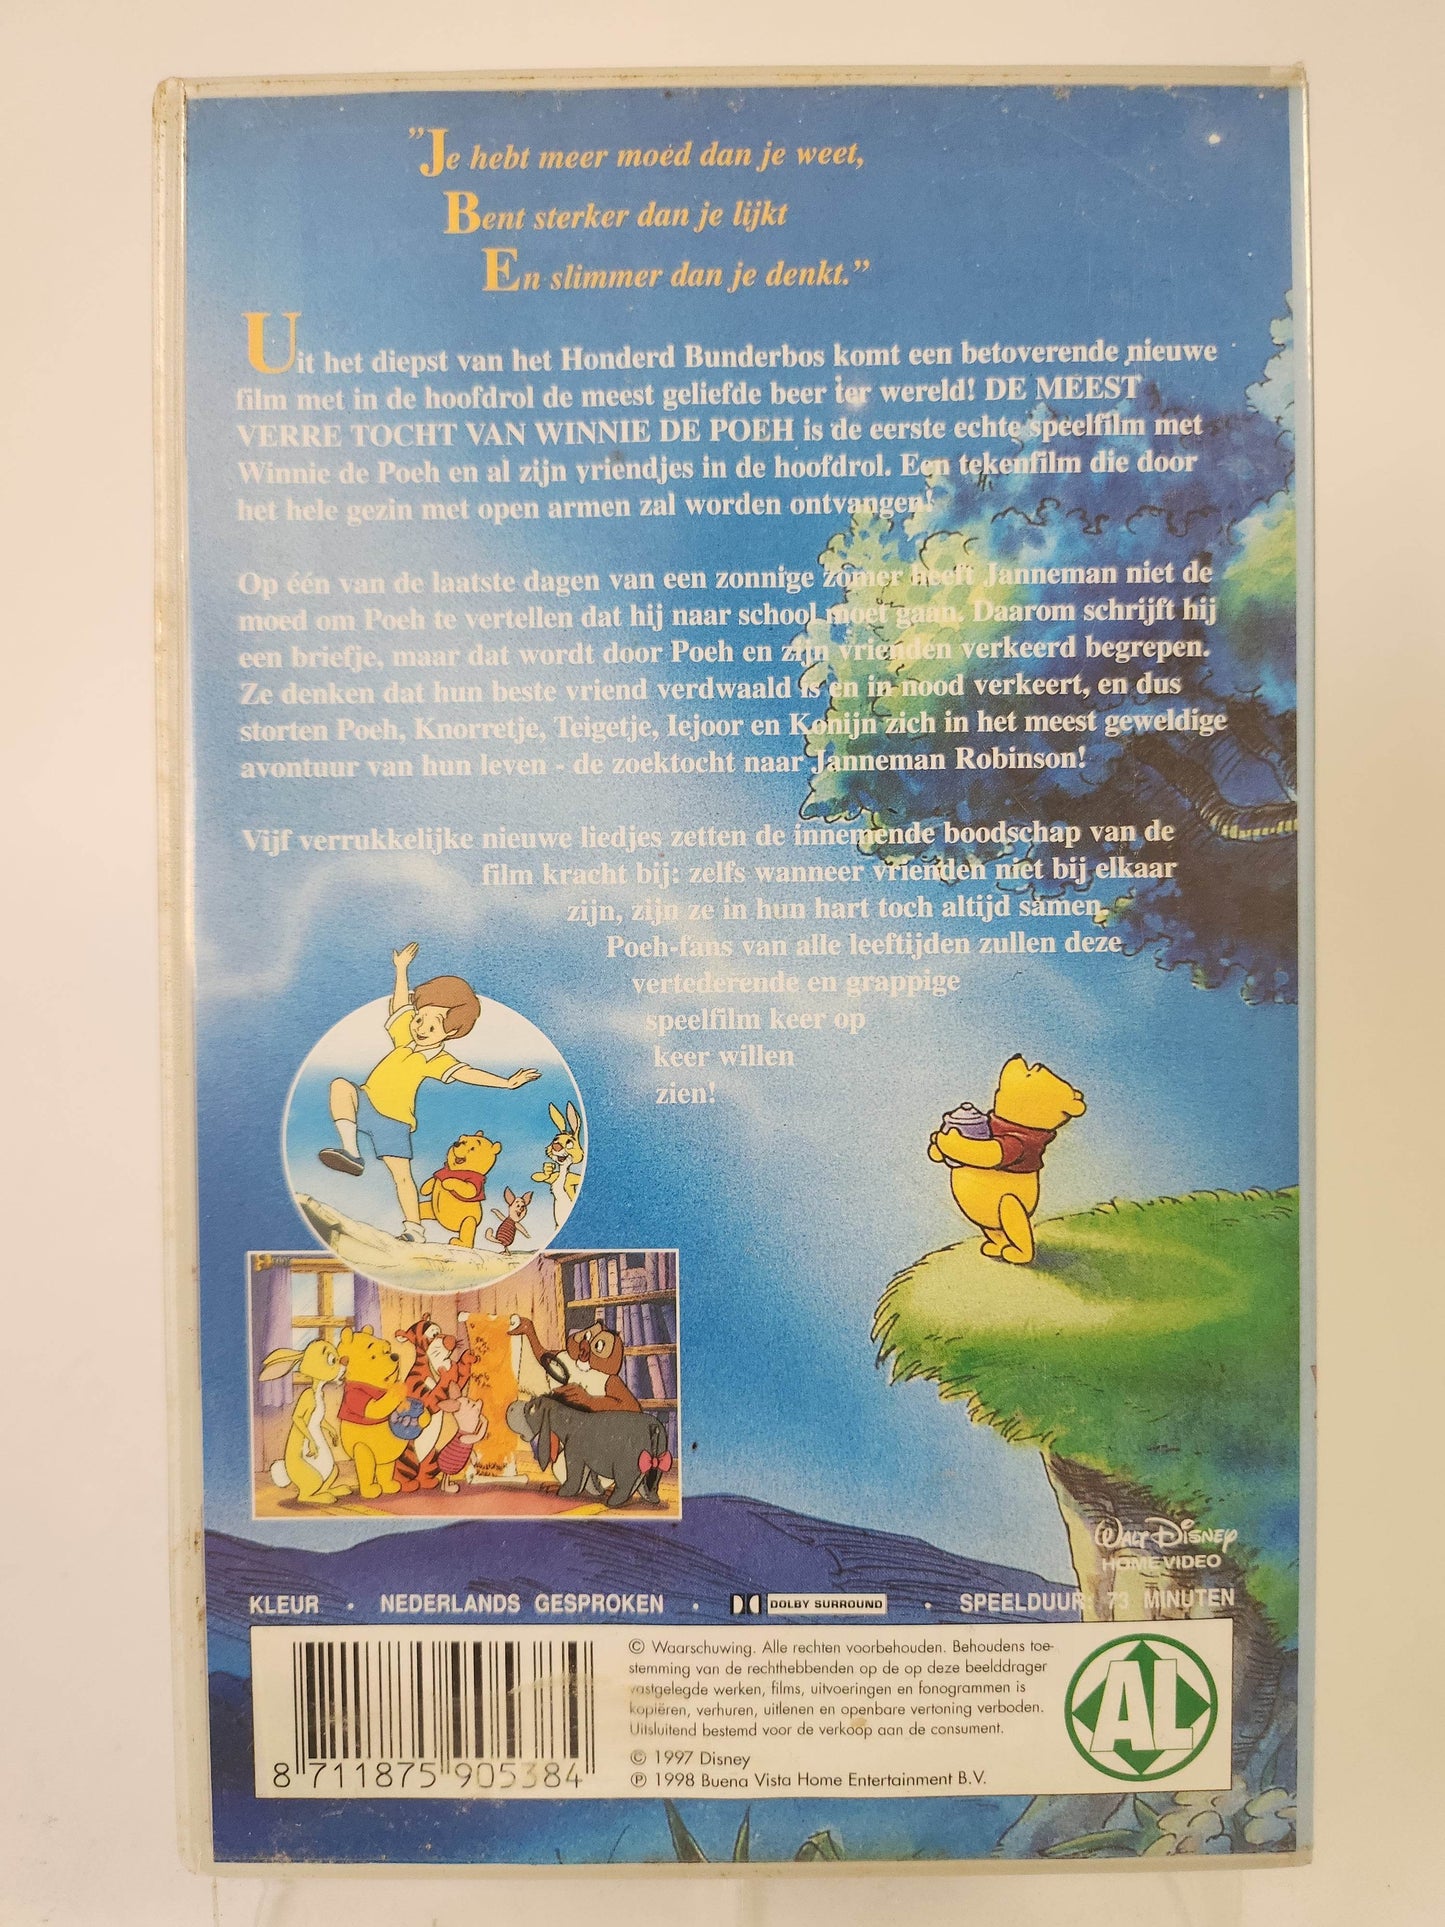 ”Je hebt meer moed dan je weet,
Bent sterker dan je lijkt
En slimmer dan je denkt.”
Uit het diepst van het Honderd Bunderbos komt een betoverende nieuwe
film met in de hoofdrol de meest geliefde beer ter wereld! DE MEEST
VERRE TOCHT VAN WINNIE DE POEH is de eerste echte speelfilm met
Winnie de Poeh en al zijn vriendjes in de hoofdrol. Een tekenfilm die door
het hele gezin met open armen zal worden ontvangen!
Op één van de laatste dagen van een zonnige zomer heeft Janneman niet de
moed om Poeh te vertellen dat hij naar school moet gaan. Daarom schrijft hij
een briefje, maar dat wordt door Poeh en zijn vrienden verkeerd begrepen.
Ze denken dat hun beste vriend verdwaald is en in nood verkeert, en dus
storten Poeh, Knorretje, Teigetje, Iejoor en Konijn zich in het meest geweldige
avontuur van hun leven - de zoektocht naar Janneman Robinson!
Vijf verrukkelijke nieuwe liedjes zetten de innemende boodschap van de
film kracht bij: zelfs wanneer vrienden niet bij elkaar
zijn, zijn ze in hun hart toch altijd samen.
Poeh-fans van alle leeftijden zullen deze
vertederende en grappige
speelfilm keer op
keer willen
zien!
WALT DISNEY
HOME VIDEO
KLEUR • NEDERLANDS GESPROKEN • DOLBY SURROUND • SPEELDUUR: 73 MINUTEN
© Waarschuwing. Alle rechten voorbehouden. Behoudens toe-
stemming van de rechthebbenden op de op deze beelddrager
vastgelegde werken, films, uitvoeringen en fonogrammen is
kopiëren, verhuren, uitlenen en openbare vertoning verboden.
Uitsluitend bestemd voor de verkoop aan de consument.
© 1997 Disney
℗ 1998 Buena Vista Home Entertainment B.V.
AL
8 711875 905384